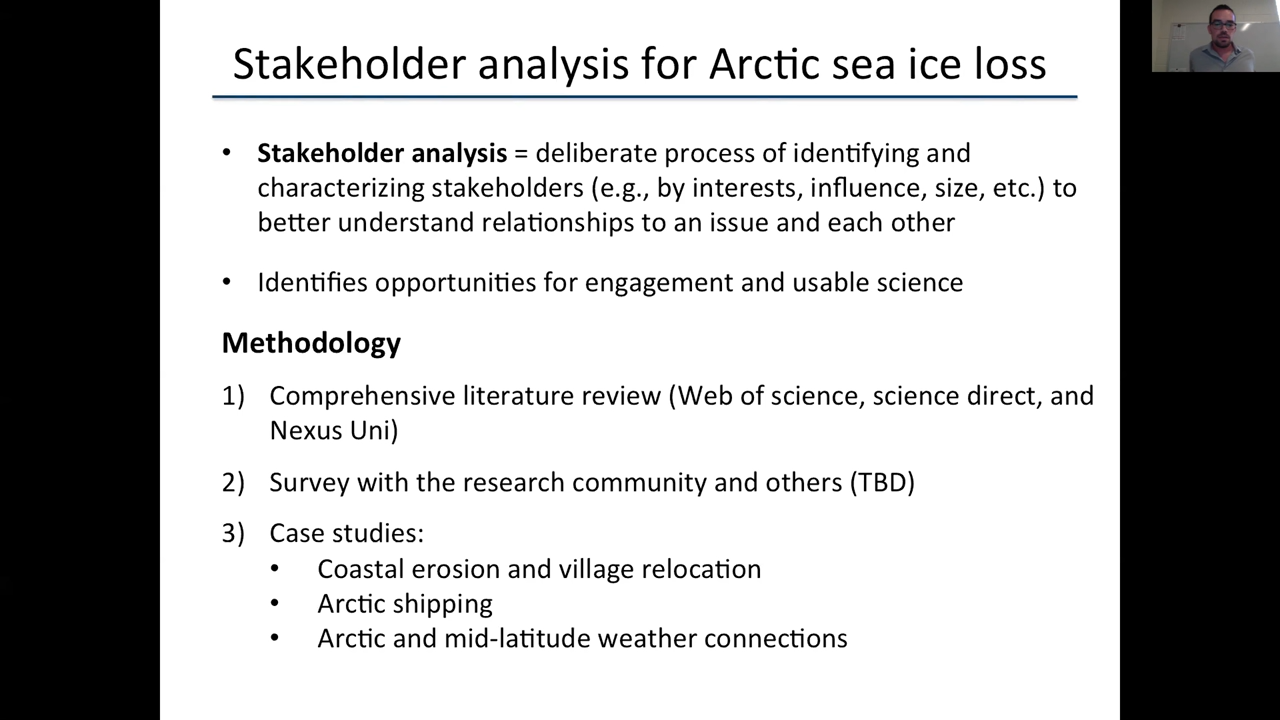 Stakeholder analysis for Arctic sea ice loss
• Stakeholder analysis = deliberate process of identifying and
characterizing stakeholders (e.g., by interests, influence, size, etc.) to
better understand relationships to an issue and each other
• Identifies opportunities for engagement and usable science
Methodology
1) Comprehensive literature review (Web of science, science direct, and
Nexus Uni)
2) Survey with the research community and others (TBD)
3) Case studies:
• Coastal erosion and village relocation
• Arctic shipping
• Arctic and mid-latitude weather connections